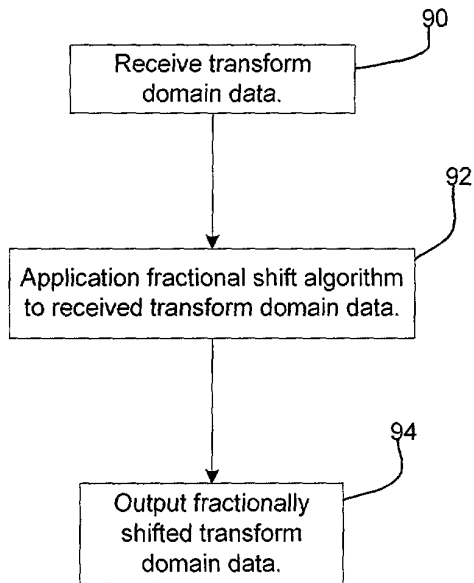 90
Receive transform
domain data.
92
Application fractional shift algorithm
to received transform domain data.
94
Output fractionally
shifted transform
domain data.